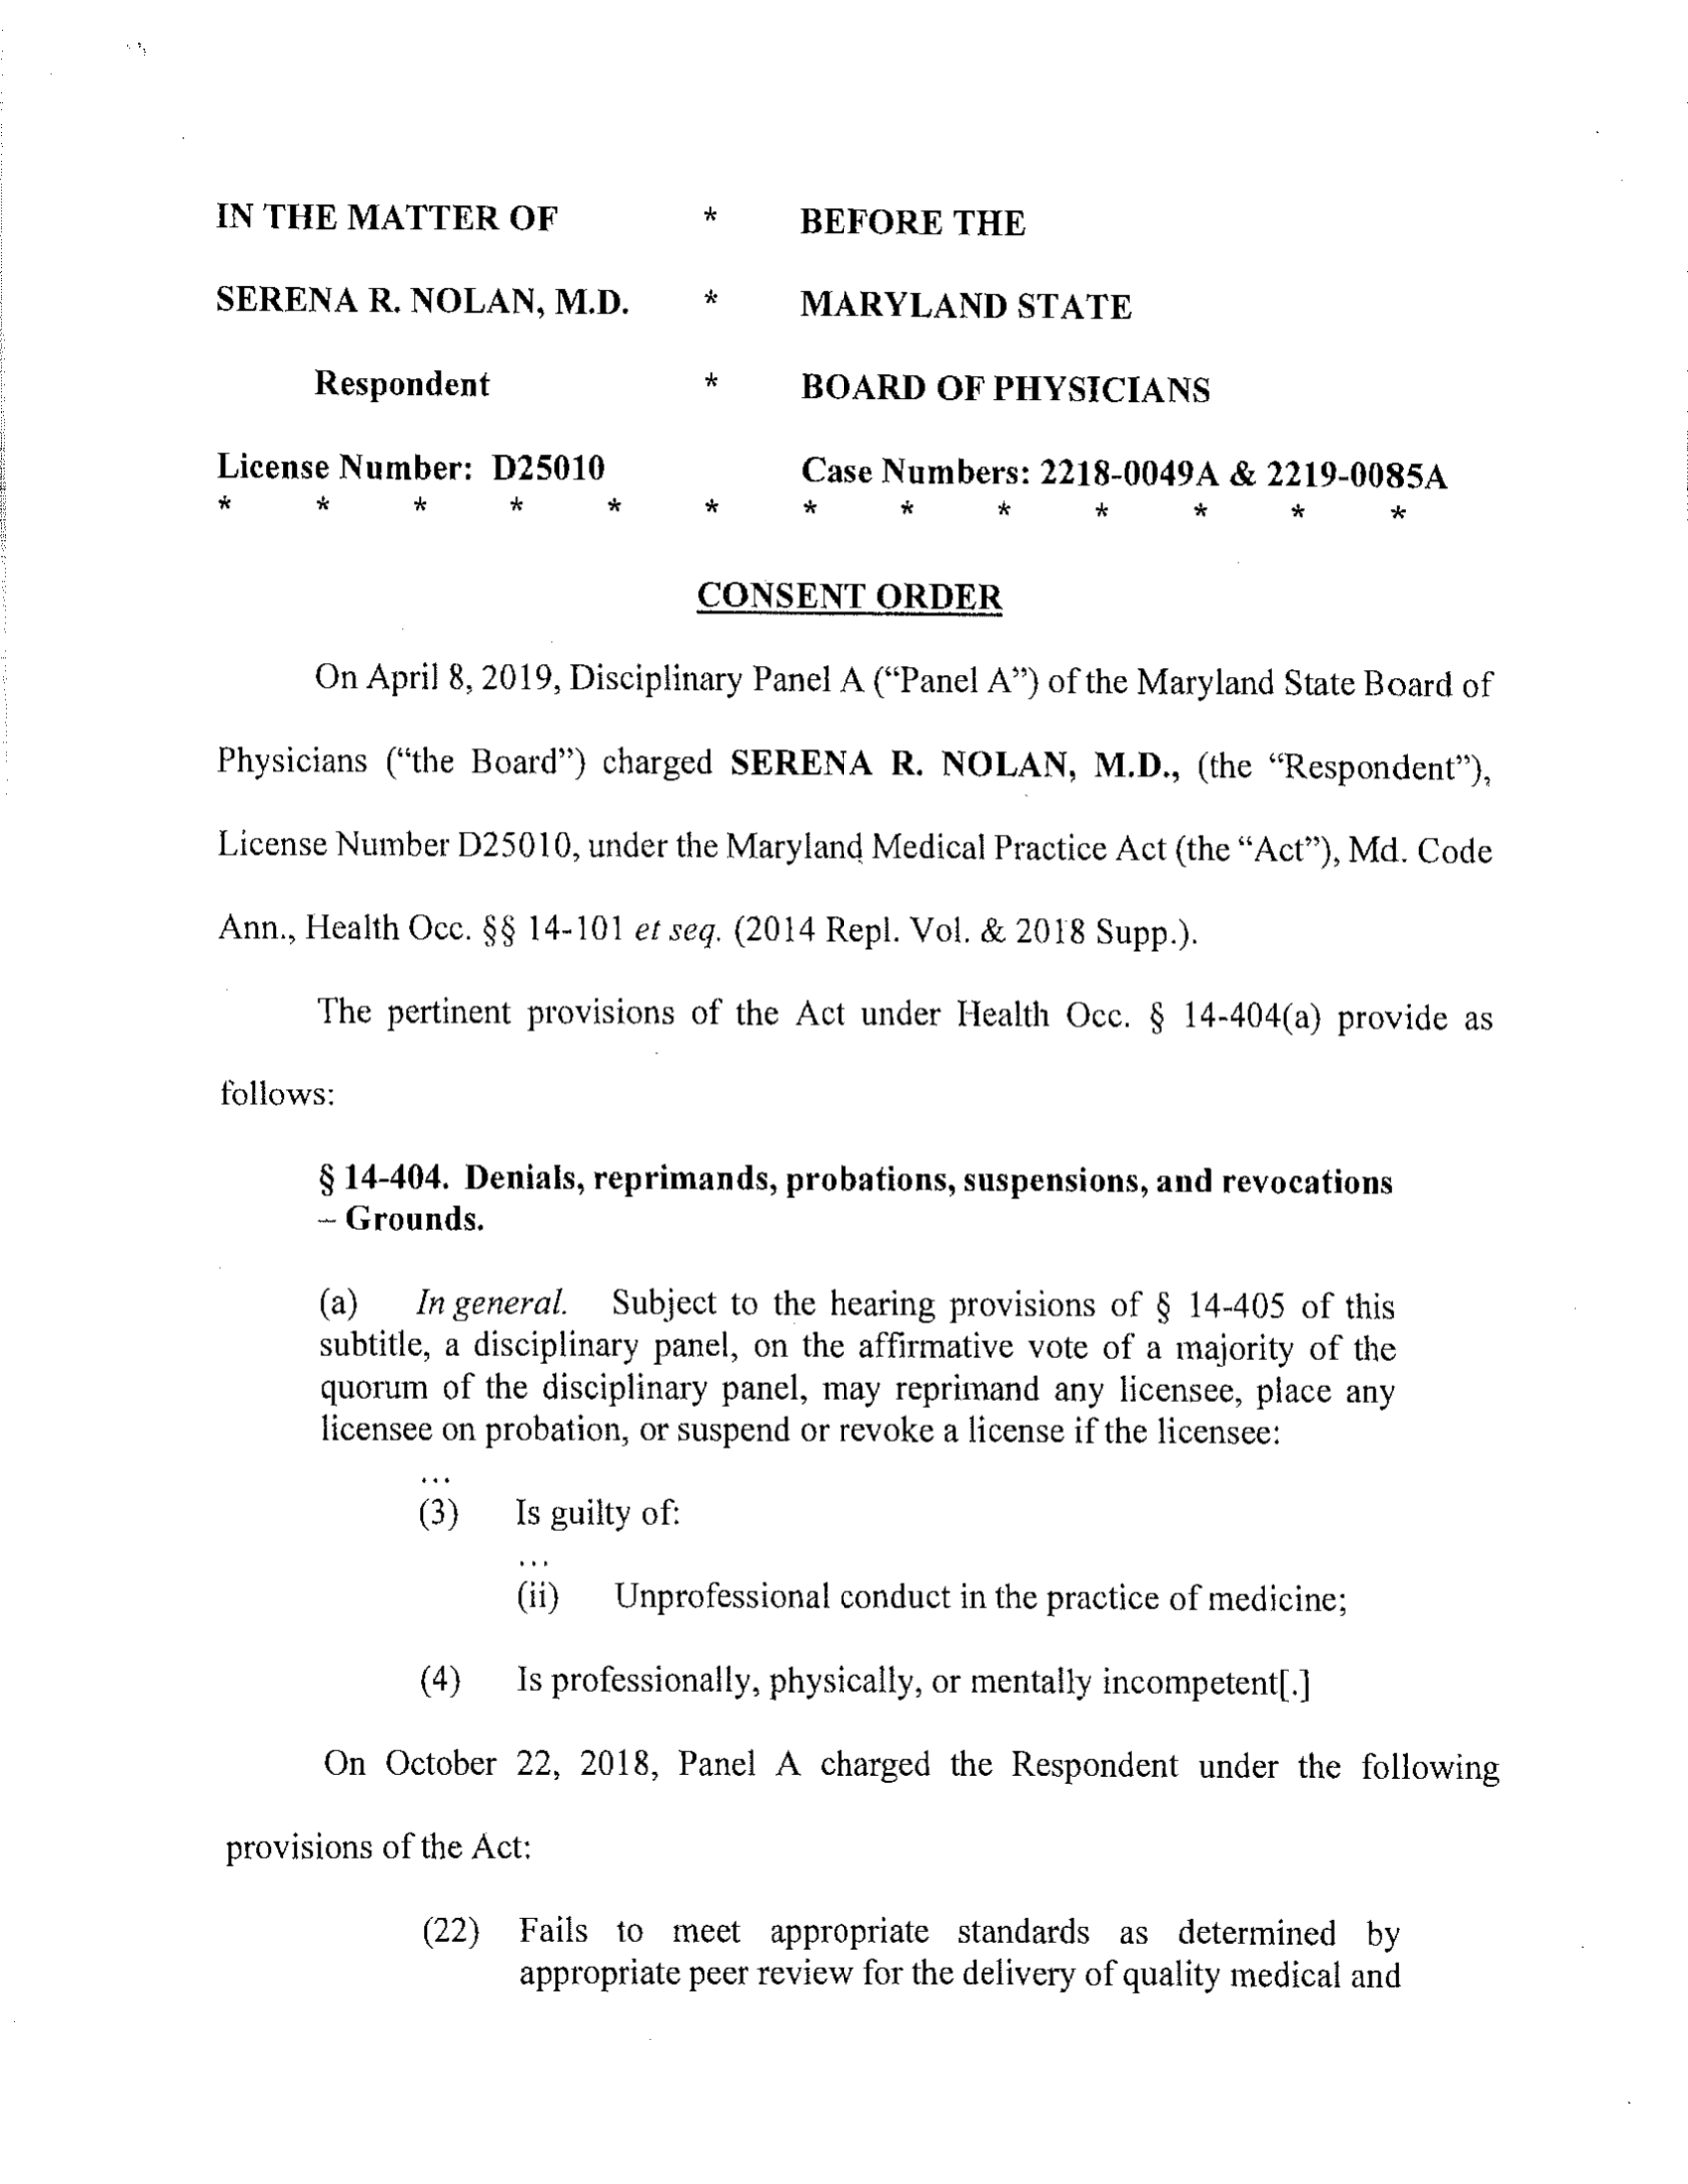 IN THE MATTER OF * BEFORE THE
SERENA R. NOLAN, M.D. * MARYLAND STATE
Respondent * BOARD OF PHYSICIANS
License Number: D25010 Case Numbers: 2218-0049A & 2219-0085A
* * * * * * * * * * * * *
CONSENT ORDER
On April 8, 2019, Disciplinary Panel A (“Panel A”) of the Maryland State Board of
Physicians (“the Board”) charged SERENA R. NOLAN, M.D., (the “Respondent”),
License Number D25010, under the Maryland Medical Practice Act (the “Act”), Md. Code
Ann., Health Occ. §§ 14-101 et seq. (2014 Repl. Vol. & 2018 Supp.).
The pertinent provisions of the Act under Health Occ. § 14-404(a) provide as
follows:
§ 14-404. Denials, reprimands, probations, suspensions, and revocations
– Grounds.
(a) In general. Subject to the hearing provisions of § 14-405 of this
subtitle, a disciplinary panel, on the affirmative vote of a majority of the
quorum of the disciplinary panel, may reprimand any licensee, place any
licensee on probation, or suspend or revoke a license if the licensee:
...
(3) Is guilty of:
...
(ii) Unprofessional conduct in the practice of medicine;
(4) Is professionally, physically, or mentally incompetent[.]
On October 22, 2018, Panel A charged the Respondent under the following
provisions of the Act:
(22) Fails to meet appropriate standards as determined by
appropriate peer review for the delivery of quality medical and